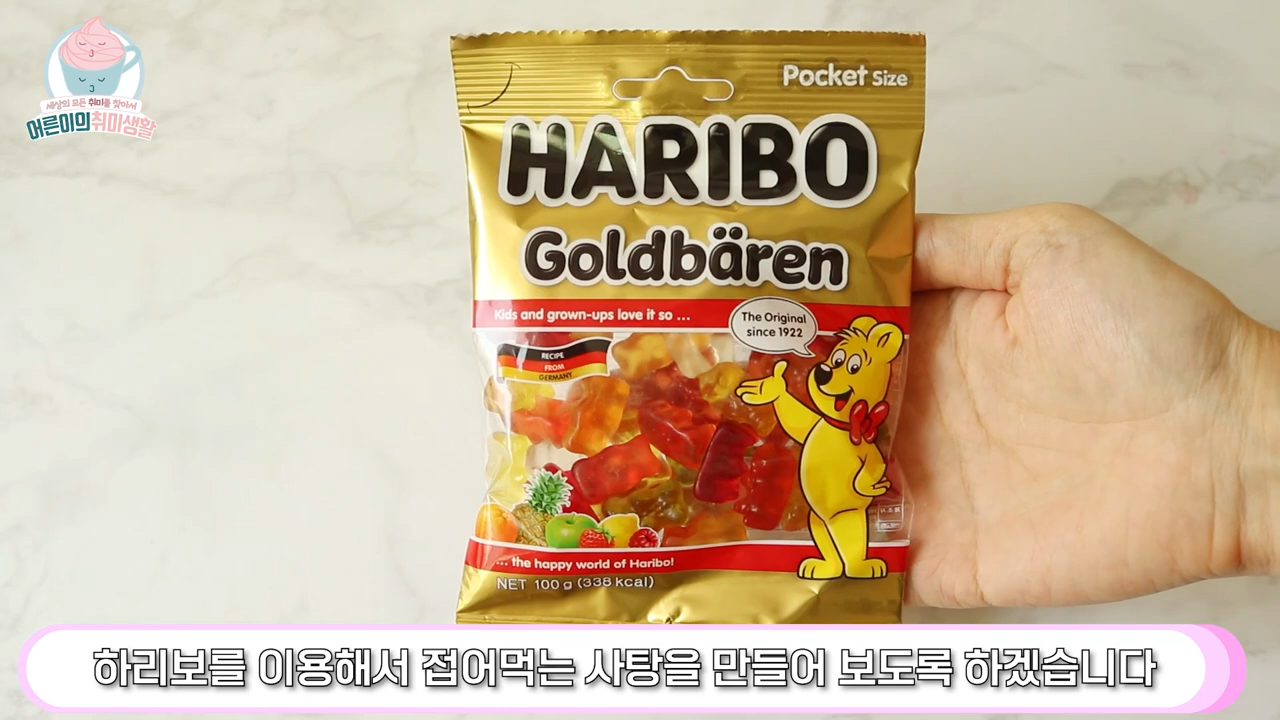 세상의 모든 취미를 찾아서
어른이의취미생활
Pocket Size
HARIBO
Goldbären
Kids and grown-ups love it so ...
The Original
since 1922
RECIPE
FROM
GERMANY
... the happy world of Haribo!
NET 100 g (338 kcal)
하리보를 이용해서 접어먹는 사탕을 만들어 보도록 하겠습니다